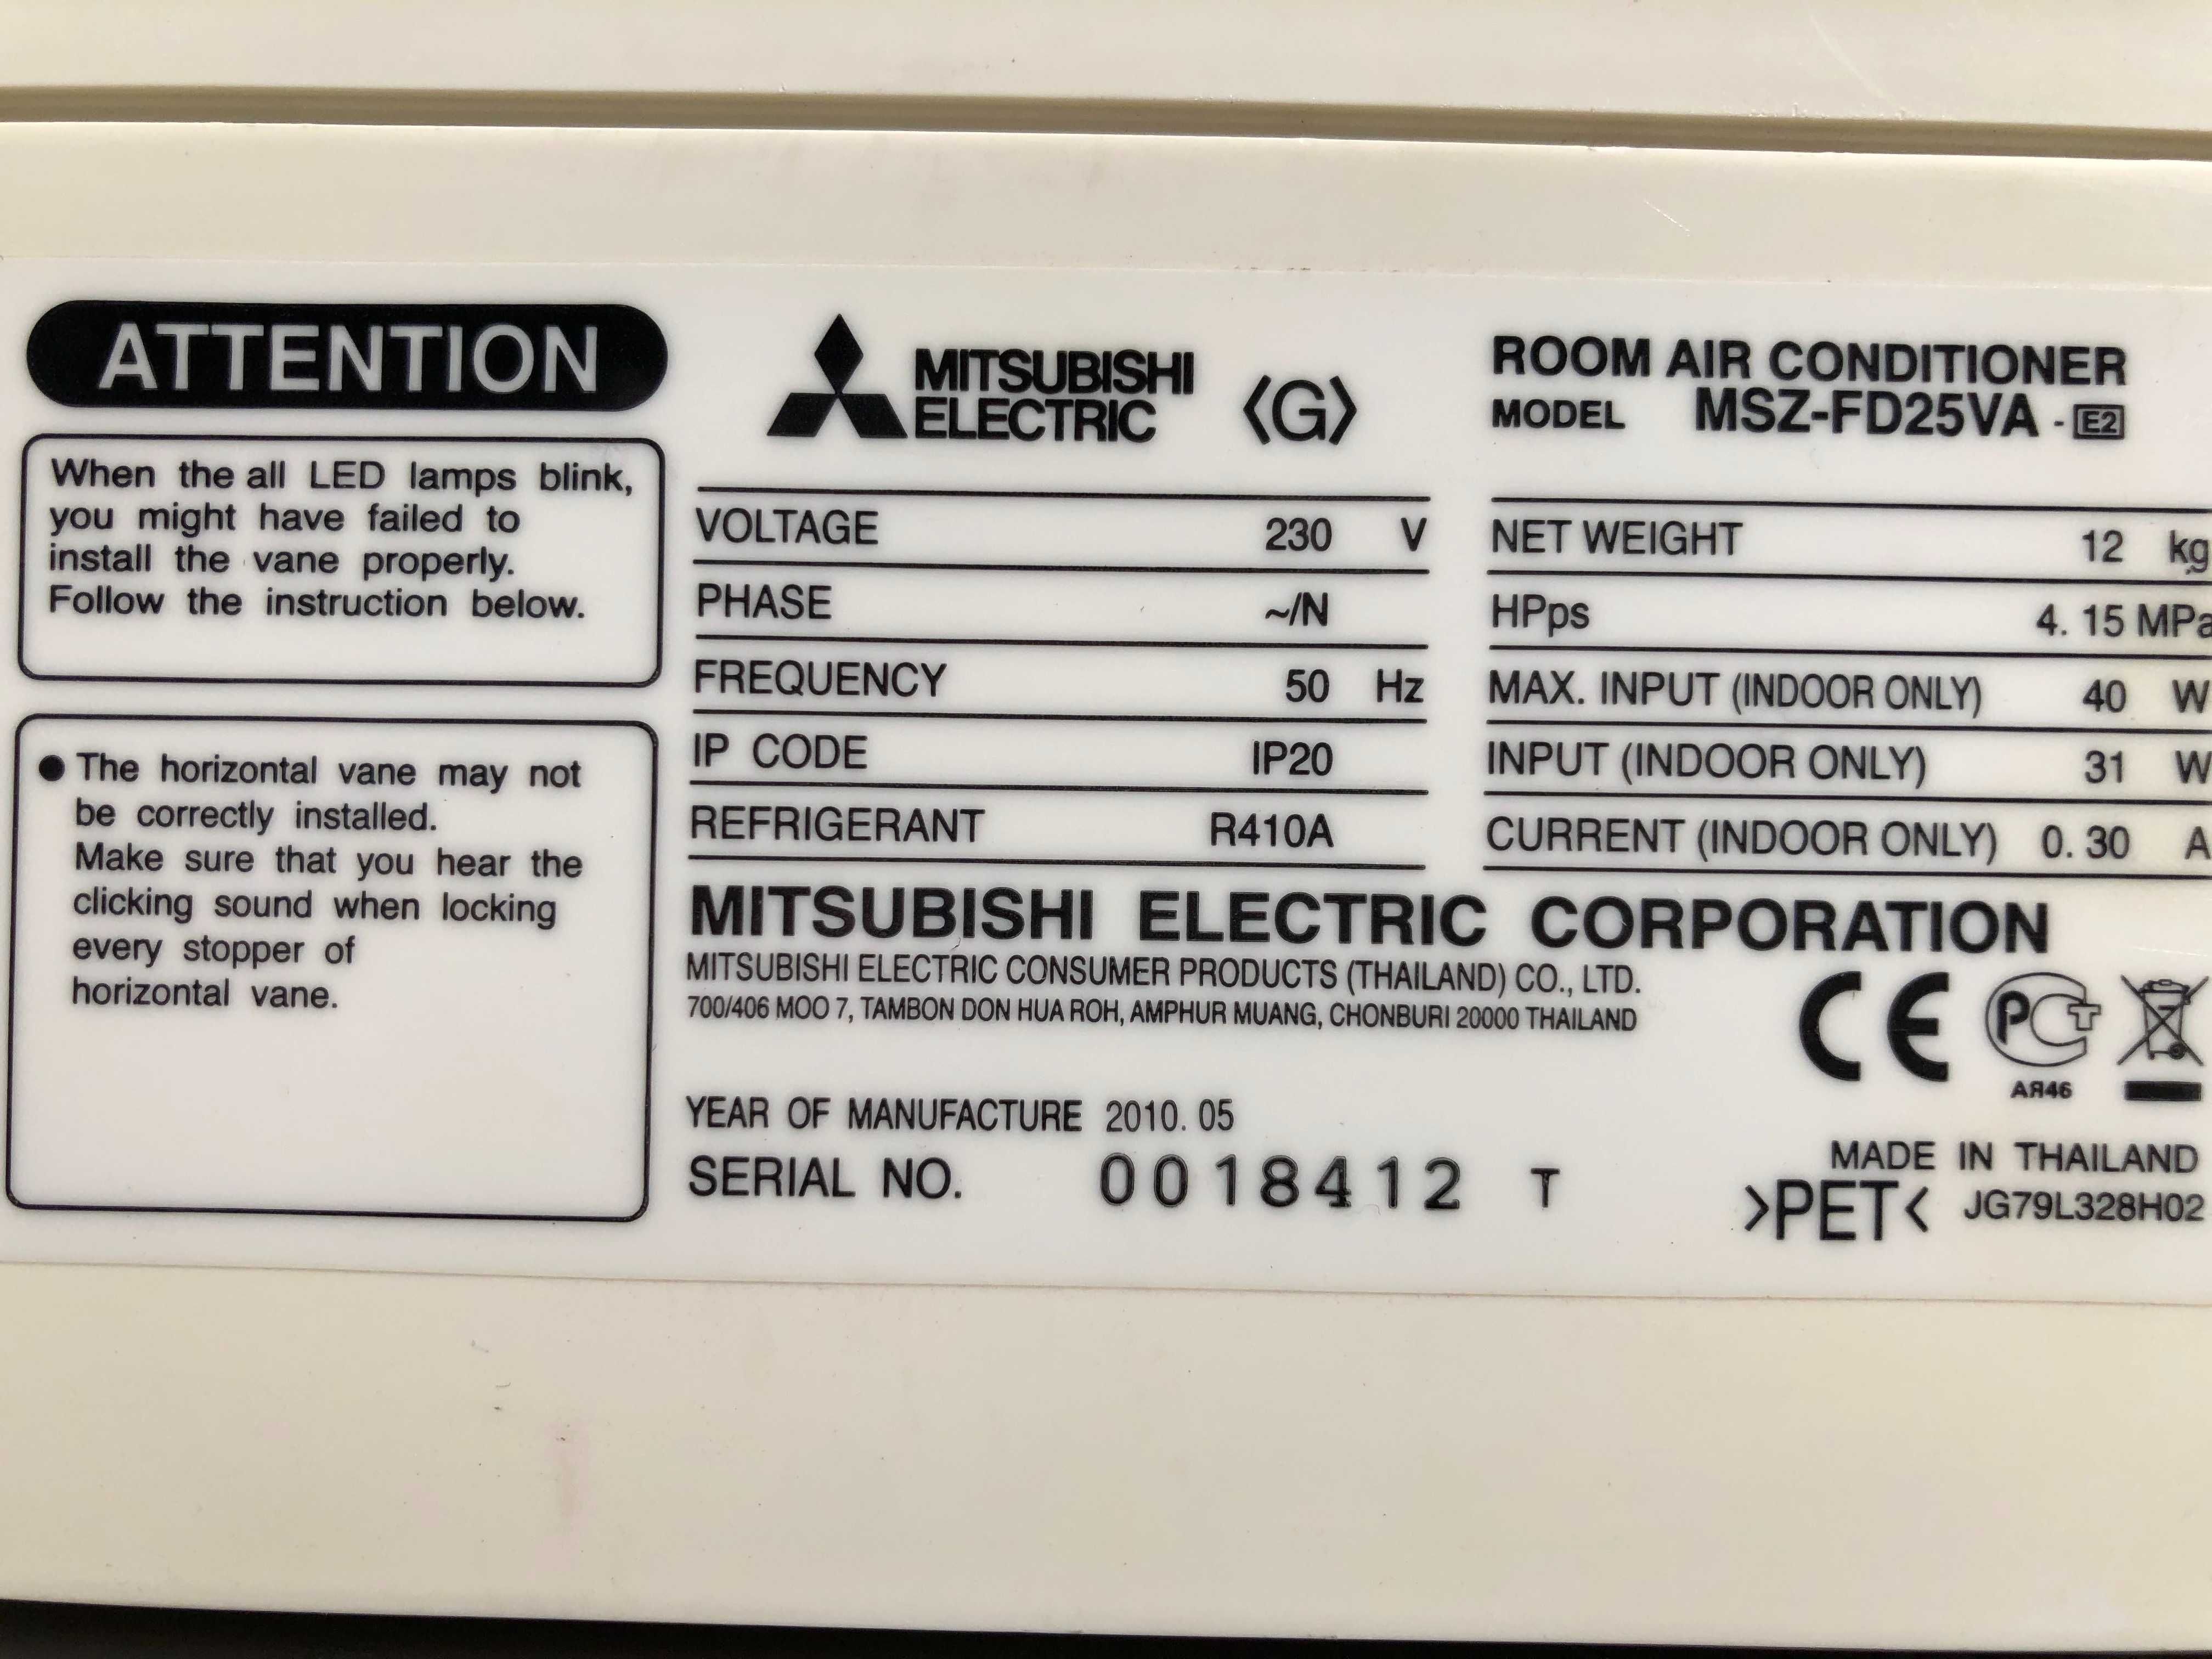 ATTENTION
When the all LED lamps blink,
you might have failed to
install the vane properly.
Follow the instruction below.
● The horizontal vane may not
be correctly installed.
Make sure that you hear the
clicking sound when locking
every stopper of
horizontal vane.
MITSUBISHI
ELECTRIC
〈G〉
VOLTAGE 230 V
PHASE ~/N
FREQUENCY 50 Hz
IP CODE IP20
REFRIGERANT R410A
ROOM AIR CONDITIONER
MODEL MSZ-FD25VA - E2
NET WEIGHT 12 kg
HPps 4. 15 MPa
MAX. INPUT (INDOOR ONLY) 40 W
INPUT (INDOOR ONLY) 31 W
CURRENT (INDOOR ONLY) 0. 30 A
MITSUBISHI ELECTRIC CORPORATION
MITSUBISHI ELECTRIC CONSUMER PRODUCTS (THAILAND) CO., LTD.
700/406 MOO 7, TAMBON DON HUA ROH, AMPHUR MUANG, CHONBURI 20000 THAILAND
CE PCT
АЯ46
YEAR OF MANUFACTURE 2010. 05
SERIAL NO. 0018412 T
MADE IN THAILAND
>PET< JG79L328H02